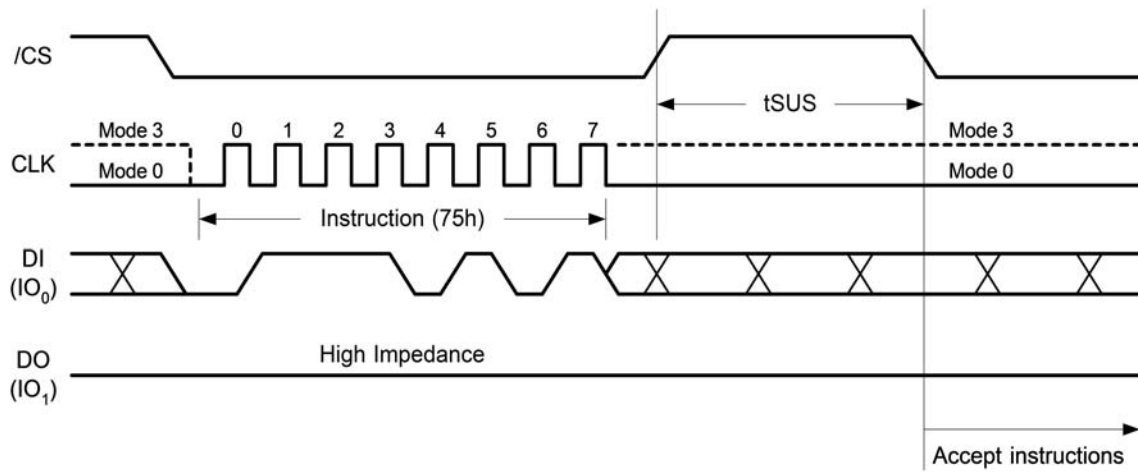 /CS
tSUS
Mode 3
0 1 2 3 4 5 6 7
Mode 3
CLK
Mode 0
Mode 0
Instruction (75h)
DI
(IO₀)
High Impedance
DO
(IO₁)
Accept instructions